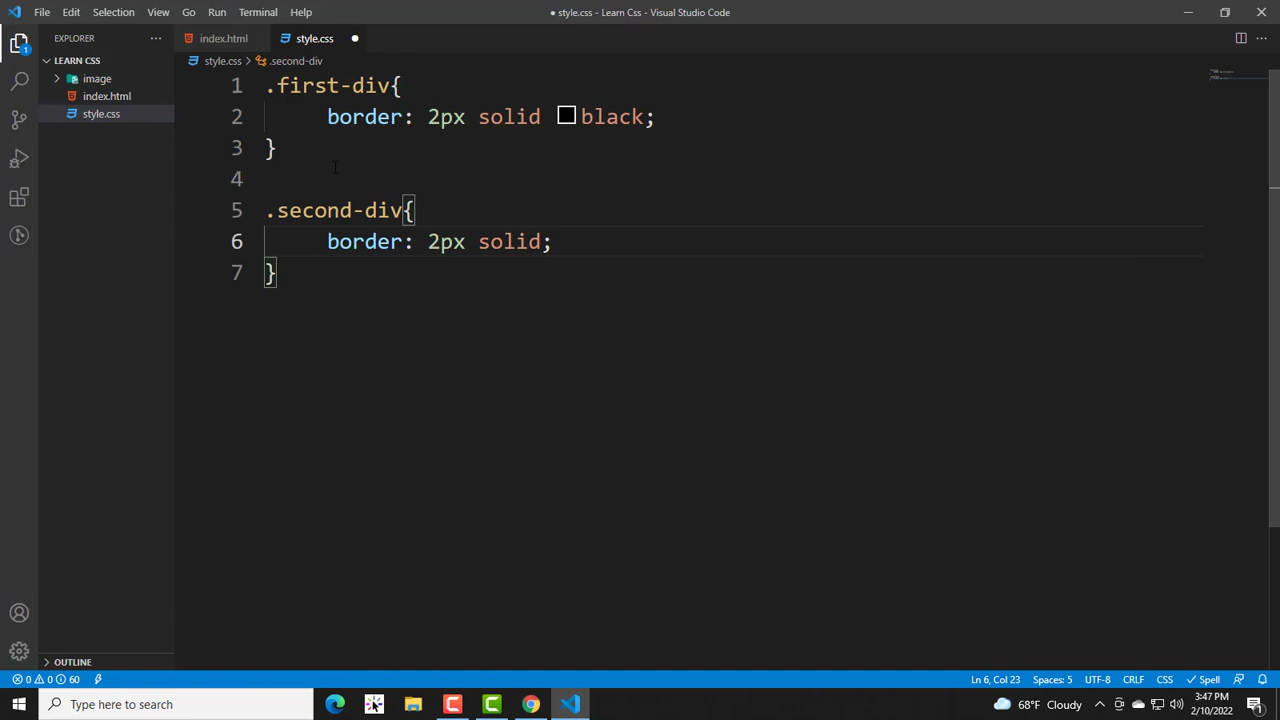 File Edit Selection View Go Run Terminal Help
● style.css - Learn Css - Visual Studio Code
EXPLORER
LEARN CSS
image
index.html
style.css
OUTLINE
index.html style.css
style.css > .second-div
1 .first-div{
2 border: 2px solid black;
3 }
4
5 .second-div{
6 border: 2px solid;
7 }
1
0 0 60
Ln 6, Col 23 Spaces: 5 UTF-8 CRLF CSS Spell
Type here to search
68°F Cloudy
3:47 PM
2/10/2022
1